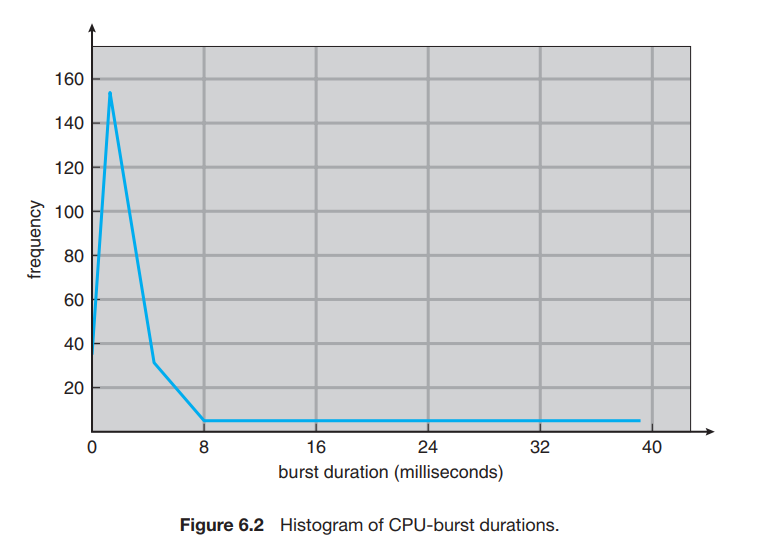 160
140
120
100
80
60
40
20
frequency
0 8 16 24 32 40
burst duration (milliseconds)
Figure 6.2 Histogram of CPU-burst durations.